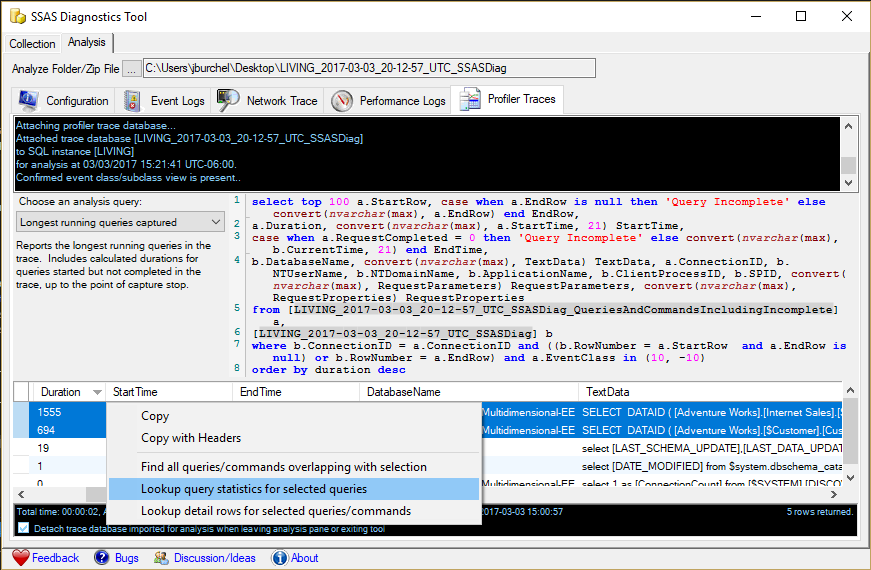 SSAS Diagnostics Tool
Collection Analysis
Analyze Folder/Zip File ... C:\Users\jburchel\Desktop\LIVING_2017-03-03_20-12-57_UTC_SSASDiag
Configuration Event Logs Network Trace Performance Logs Profiler Traces
Attaching profiler trace database...
Attached trace database [LIVING_2017-03-03_20-12-57_UTC_SSASDiag]
to SQL instance [LIVING]
for analysis at 03/03/2017 15:21:41 UTC-06:00.
Confirmed event class/subclass view is present..
Choose an analysis query:
Longest running queries captured
Reports the longest running queries in the
trace. Includes calculated durations for
queries started but not completed in the
trace, up to the point of capture stop.
1 select top 100 a.StartRow, case when a.EndRow is null then 'Query Incomplete' else
convert(nvarchar(max), a.EndRow) end EndRow,
2 a.Duration, convert(nvarchar(max), a.StartTime, 21) StartTime,
3 case when a.RequestCompleted = 0 then 'Query Incomplete' else convert(nvarchar(max),
b.CurrentTime, 21) end EndTime,
4 b.DatabaseName, convert(nvarchar(max), TextData) TextData, a.ConnectionID, b.
NTUserName, b.NTDomainName, b.ApplicationName, b.ClientProcessID, b.SPID, convert(
nvarchar(max), RequestParameters) RequestParameters, convert(nvarchar(max),
RequestProperties) RequestProperties
5 from [LIVING_2017-03-03_20-12-57_UTC_SSASDiag_QueriesAndCommandsIncludingIncomplete]
a,
6 [LIVING_2017-03-03_20-12-57_UTC_SSASDiag] b
7 where b.ConnectionID = a.ConnectionID and ((b.RowNumber = a.StartRow and a.EndRow is
null) or b.RowNumber = a.EndRow) and a.EventClass in (10, -10)
8 order by duration desc
Duration StartTime EndTime DatabaseName TextData
1555 Multidimensional-EE SELECT DATAID ( [Adventure Works].[Internet Sales].[$
694 Multidimensional-EE SELECT DATAID ( [Adventure Works].[$Customer].[Cus
19 select [LAST_SCHEMA_UPDATE],[LAST_DATA_UPDAT
1 select [DATE_MODIFIED] from $system.dbschema_cata
0 Multidimensional-EE select 1 as [ConnectionCount] from [$SYSTEM].[DISCO
Copy
Copy with Headers
Find all queries/commands overlapping with selection
Lookup query statistics for selected queries
Lookup detail rows for selected queries/commands
Total time: 00:00:02, A 2017-03-03 15:00:57 5 rows returned.
Detach trace database imported for analysis when leaving analysis pane or exiting tool
Feedback Bugs Discussion/Ideas About